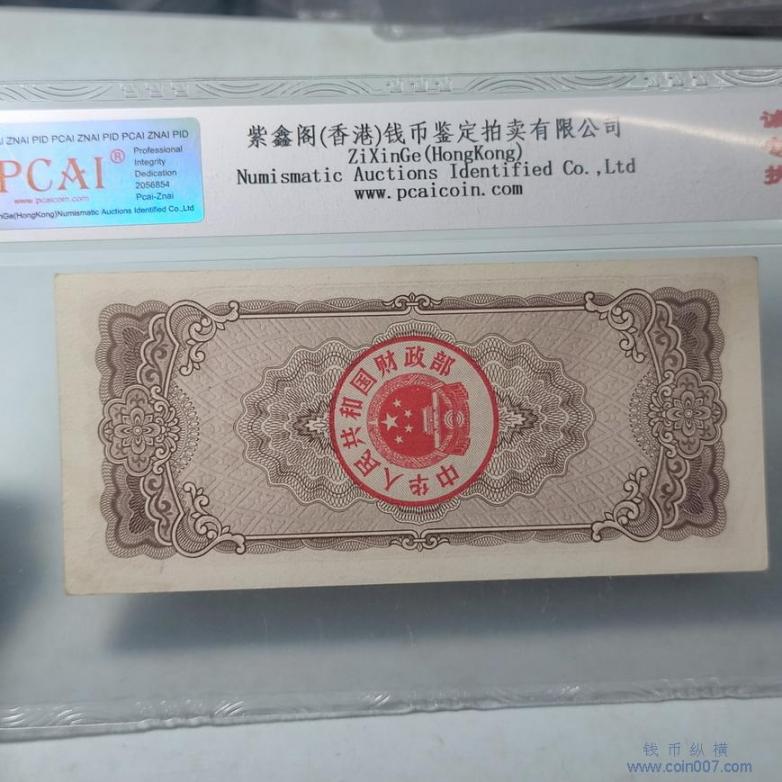 AI ZNAI PID PCAI ZNAI PID PCAI ZNAI PID
PCAI®
Professional
Integrity
Dedication
2056854
Pcai-Znai
www.pcaicoin.com
inGe(HongKong)Numismatic Auctions Identified Co.,Ltd
紫鑫阁(香港)钱币鉴定拍卖有限公司
ZiXinGe(HongKong)
Numismatic Auctions Identified Co.,Ltd
www.pcaicoin.com
中华人民共和国财政部
钱币纵横
www.coin007.com